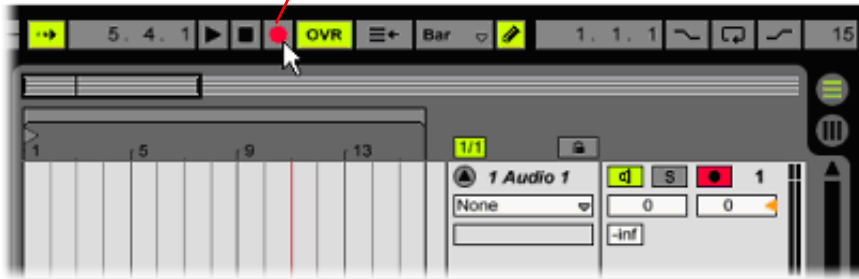 5. 4. 1 OVR Bar 1. 1. 1 15
1 5 9 13 1/1
1 Audio 1 S 1
None 0 0
-inf